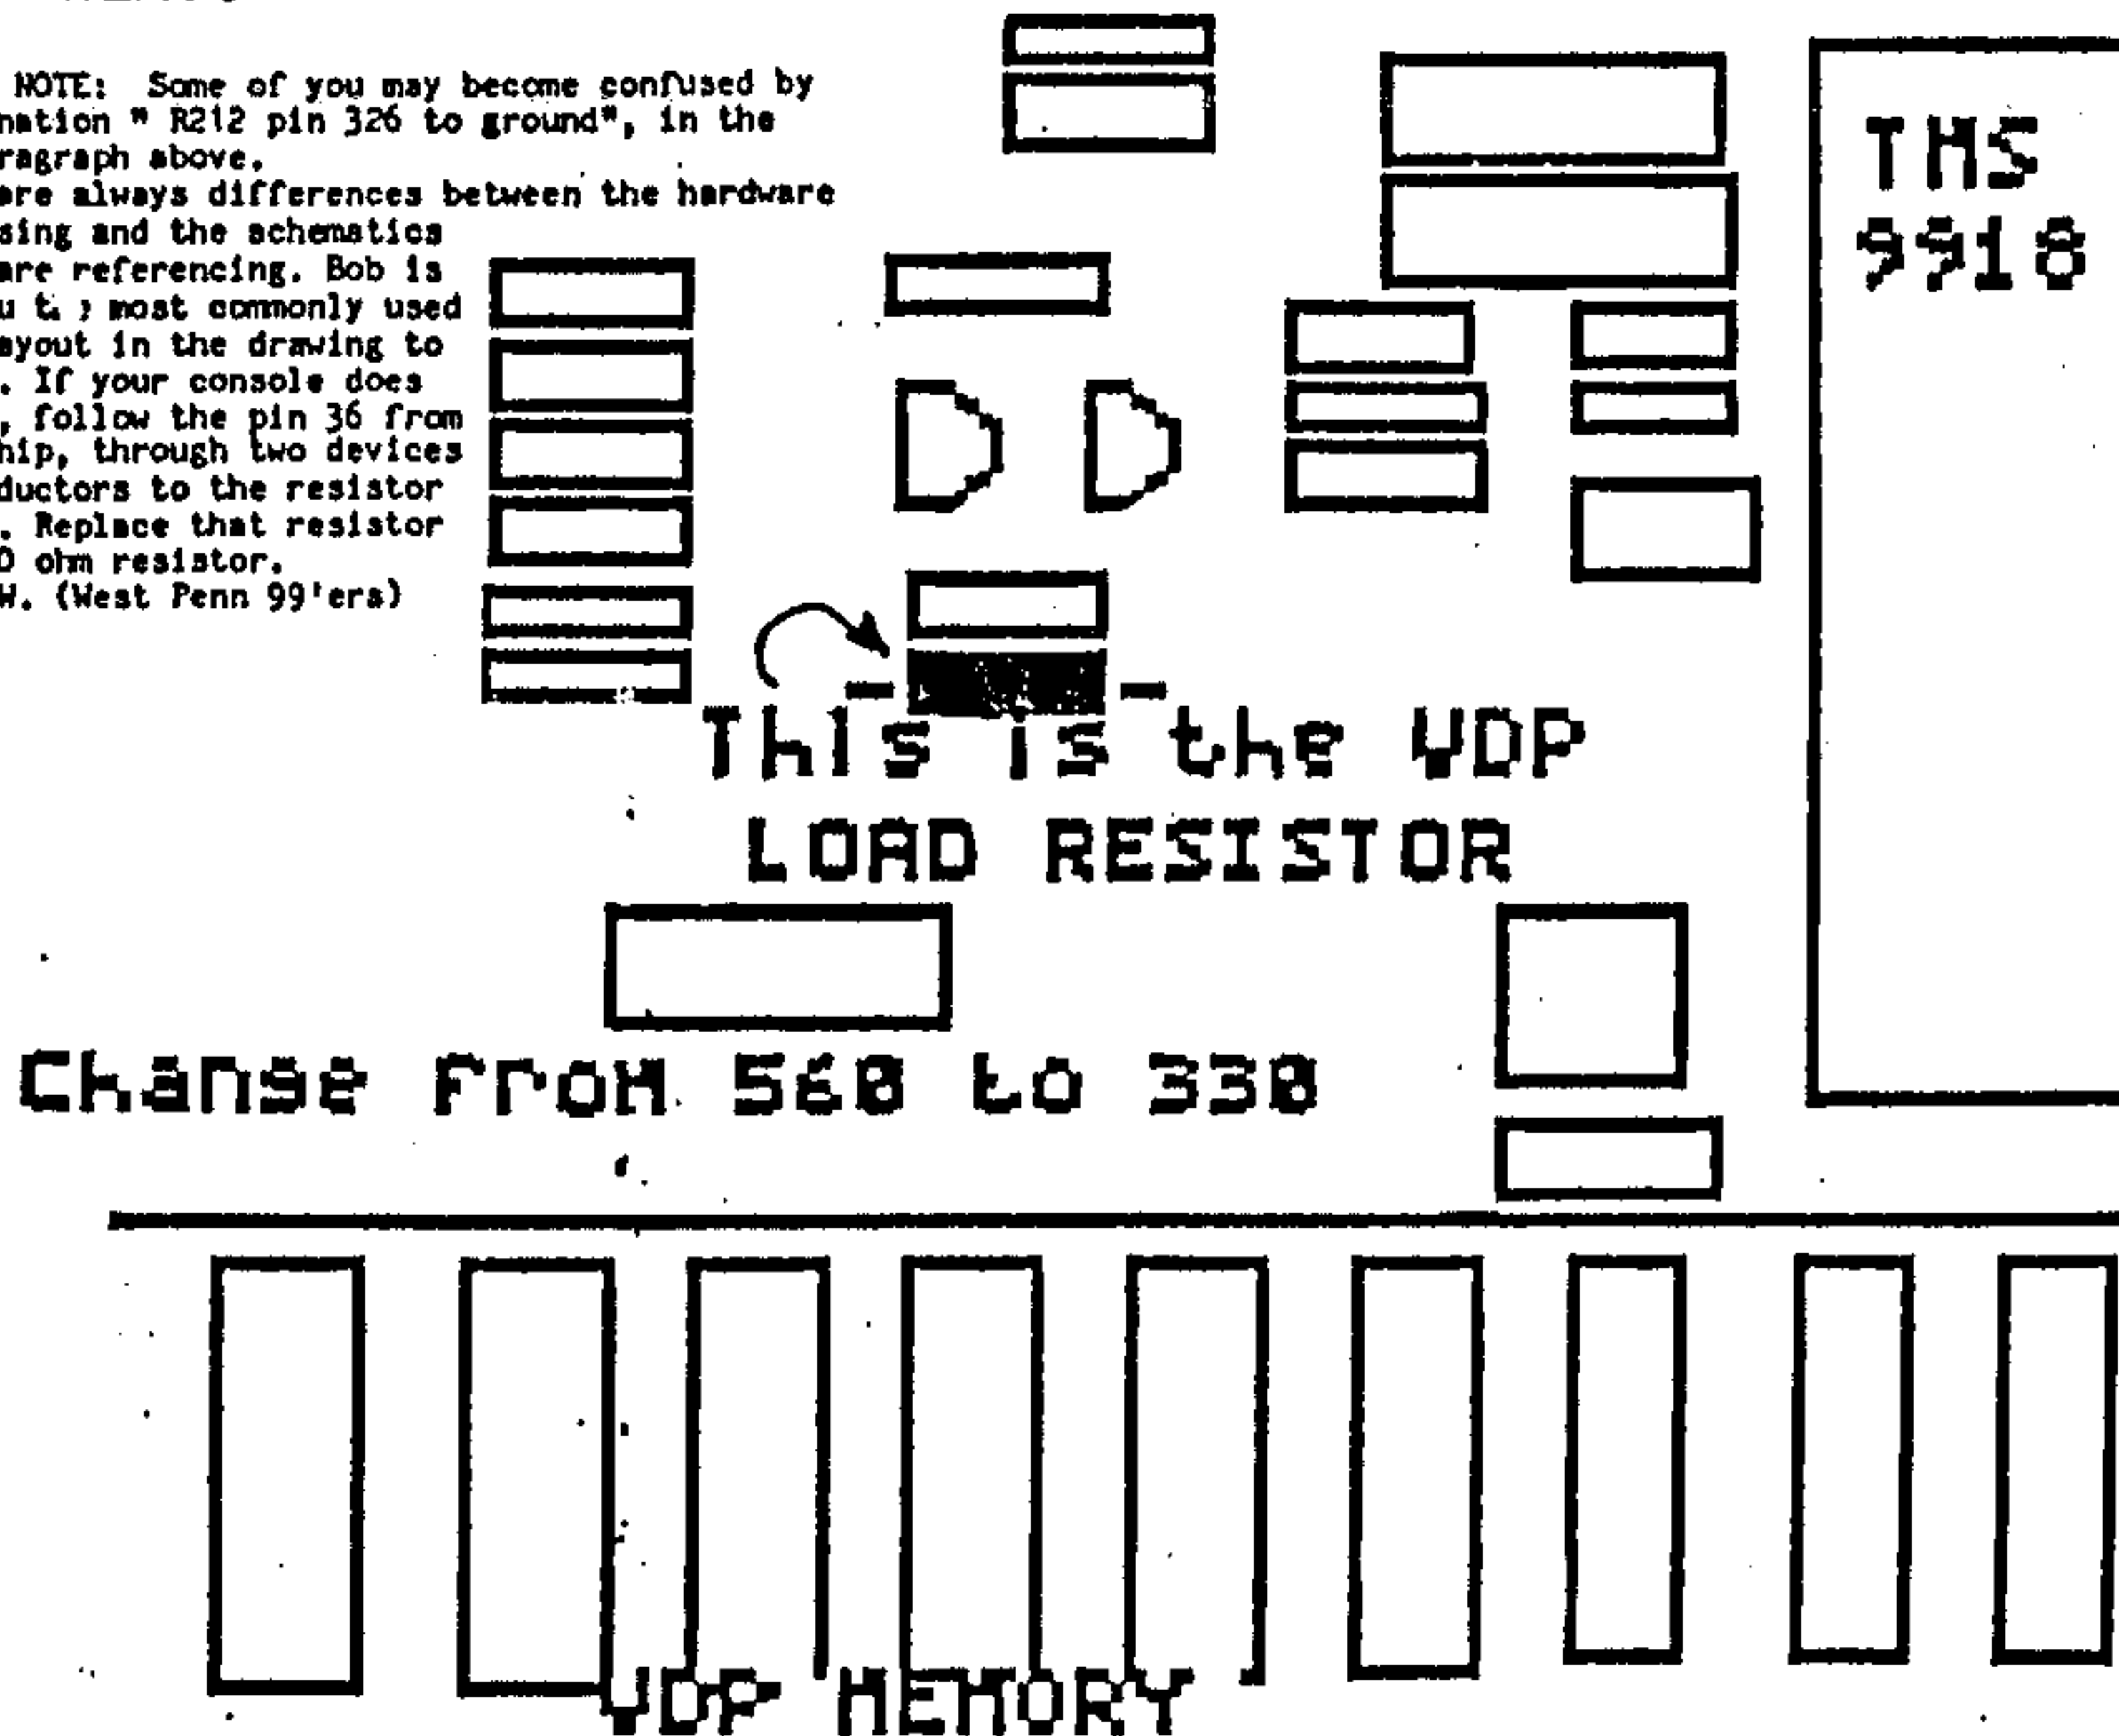 NOTE: Some of you may become confused by
nation " R212 pin 326 to ground", in the
ragraph above.
are always differences between the hardware
sing and the schematics
are referencing. Bob is
u most commonly used
ayout in the drawing to
. If your console does
, follow the pin 36 from
hip, through two devices
ductors to the resistor
. Replace that resistor
0 ohm resistor.
W. (West Penn 99'ers)
TMS
9918
This is the VDP
LOAD RESISTOR
Change from 560 to 330
VDP MEMORY